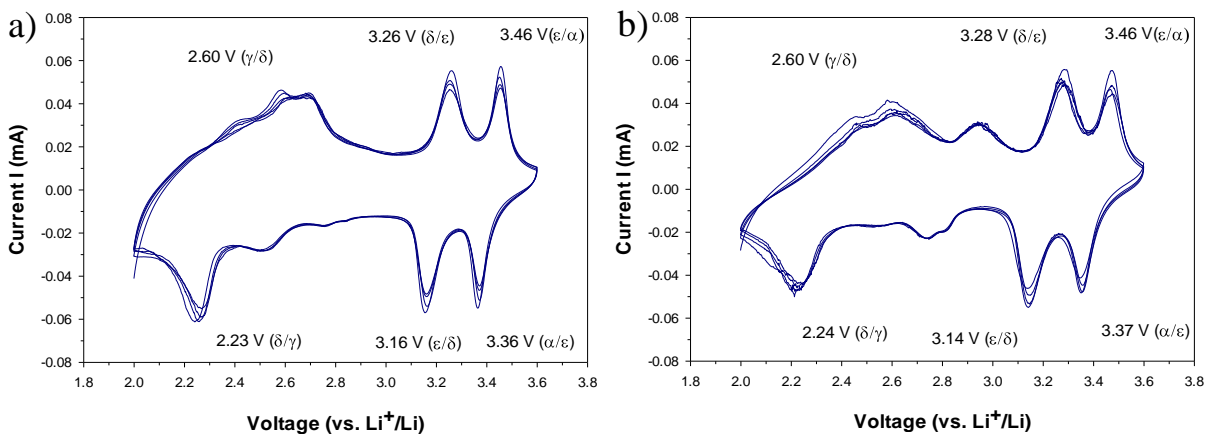 a)
0.08
0.06
0.04
0.02
0.00
-0.02
-0.04
-0.06
-0.08
Current I (mA)
2.60 V (γ/δ)
3.26 V (δ/ε)
3.46 V(ε/α)
2.23 V (δ/γ)
3.16 V (ε/δ)
3.36 V (α/ε)
1.8 2.0 2.2 2.4 2.6 2.8 3.0 3.2 3.4 3.6 3.8
Voltage (vs. Li+/Li)
b)
0.08
0.06
0.04
0.02
0.00
-0.02
-0.04
-0.06
-0.08
Current I (mA)
2.60 V (γ/δ)
3.28 V (δ/ε)
3.46 V(ε/α)
2.24 V (δ/γ)
3.14 V (ε/δ)
3.37 V (α/ε)
1.8 2.0 2.2 2.4 2.6 2.8 3.0 3.2 3.4 3.6 3.8
Voltage (vs. Li+/Li)